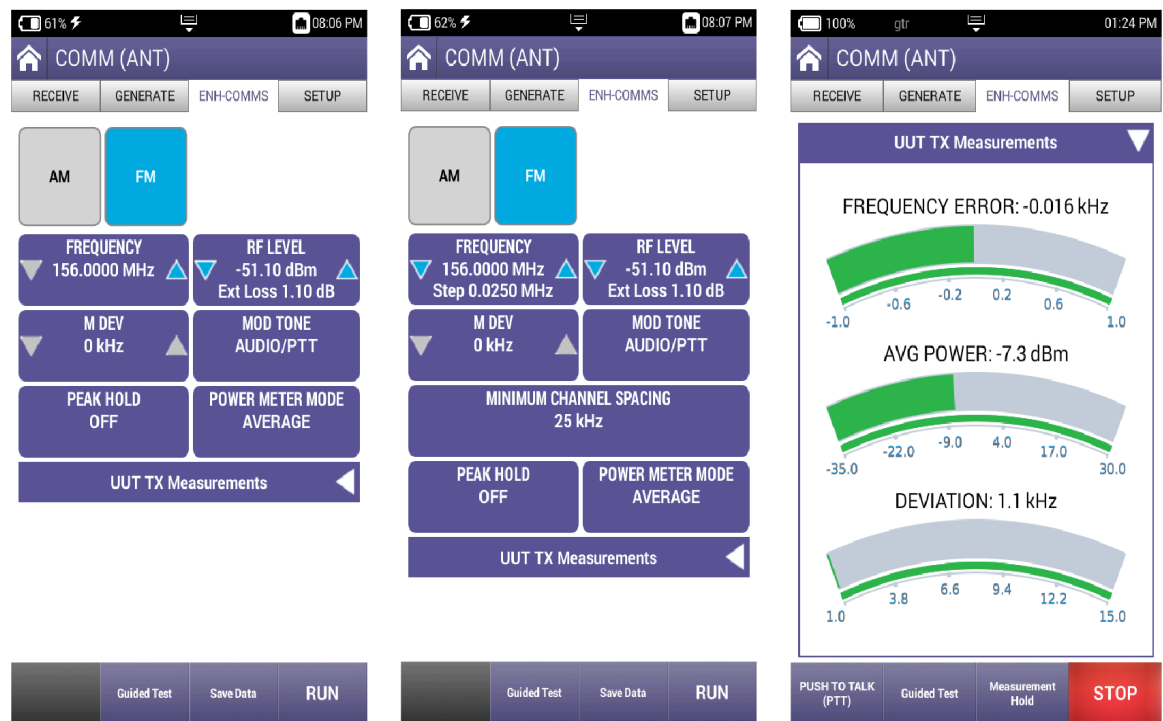 61%
08:06 PM
COMM (ANT)
RECEIVE GENERATE ENH-COMMS SETUP
AM FM
FREQUENCY
156.0000 MHz
RF LEVEL
-51.10 dBm
Ext Loss 1.10 dB
M DEV
0 kHz
MOD TONE
AUDIO/PTT
PEAK HOLD
OFF
POWER METER MODE
AVERAGE
UUT TX Measurements
Guided Test Save Data RUN
62%
08:07 PM
COMM (ANT)
RECEIVE GENERATE ENH-COMMS SETUP
AM FM
FREQUENCY
156.0000 MHz
Step 0.0250 MHz
RF LEVEL
-51.10 dBm
Ext Loss 1.10 dB
M DEV
0 kHz
MOD TONE
AUDIO/PTT
MINIMUM CHANNEL SPACING
25 kHz
PEAK HOLD
OFF
POWER METER MODE
AVERAGE
UUT TX Measurements
Guided Test Save Data RUN
100% gtr 01:24 PM
COMM (ANT)
RECEIVE GENERATE ENH-COMMS SETUP
UUT TX Measurements
FREQUENCY ERROR: -0.016 kHz
-1.0 -0.6 -0.2 0.2 0.6 1.0
AVG POWER: -7.3 dBm
-35.0 -22.0 -9.0 4.0 17.0 30.0
DEVIATION: 1.1 kHz
1.0 3.8 6.6 9.4 12.2 15.0
PUSH TO TALK
(PTT)
Guided Test
Measurement
Hold
STOP